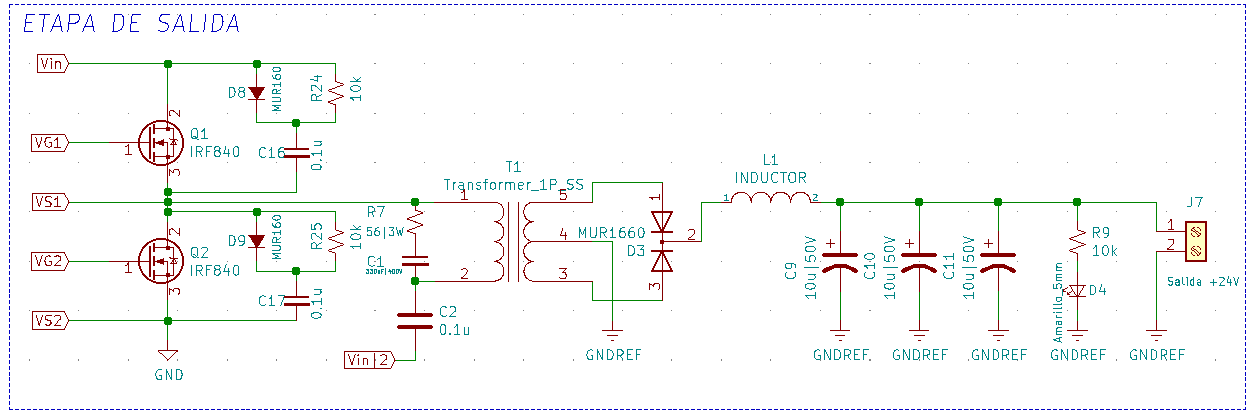 ETAPA DE SALIDA
Vin
D8
MUR160
R24
10k
2
VG1
1
Q1
IRF840
3
C16
0.1u
VS1
T1
Transformer_1P_SS
1
5
R7
56|3W
4
C1
330uF|400V
2
3
2
D9
MUR160
R25
10k
VG2
1
Q2
IRF840
3
C17
0.1u
VS2
GND
C2
0.1u
Vin|2
GNDREF
1
MUR1660
D3
2
3
L1
INDUCTOR
1
2
C9
10u|50V
GNDREF
C10
10u|50V
GNDREF
C11
10u|50V
GNDREF
R9
10k
D4
Amarillo_5mm
GNDREF
J7
1
2
Salida +24V
GNDREF